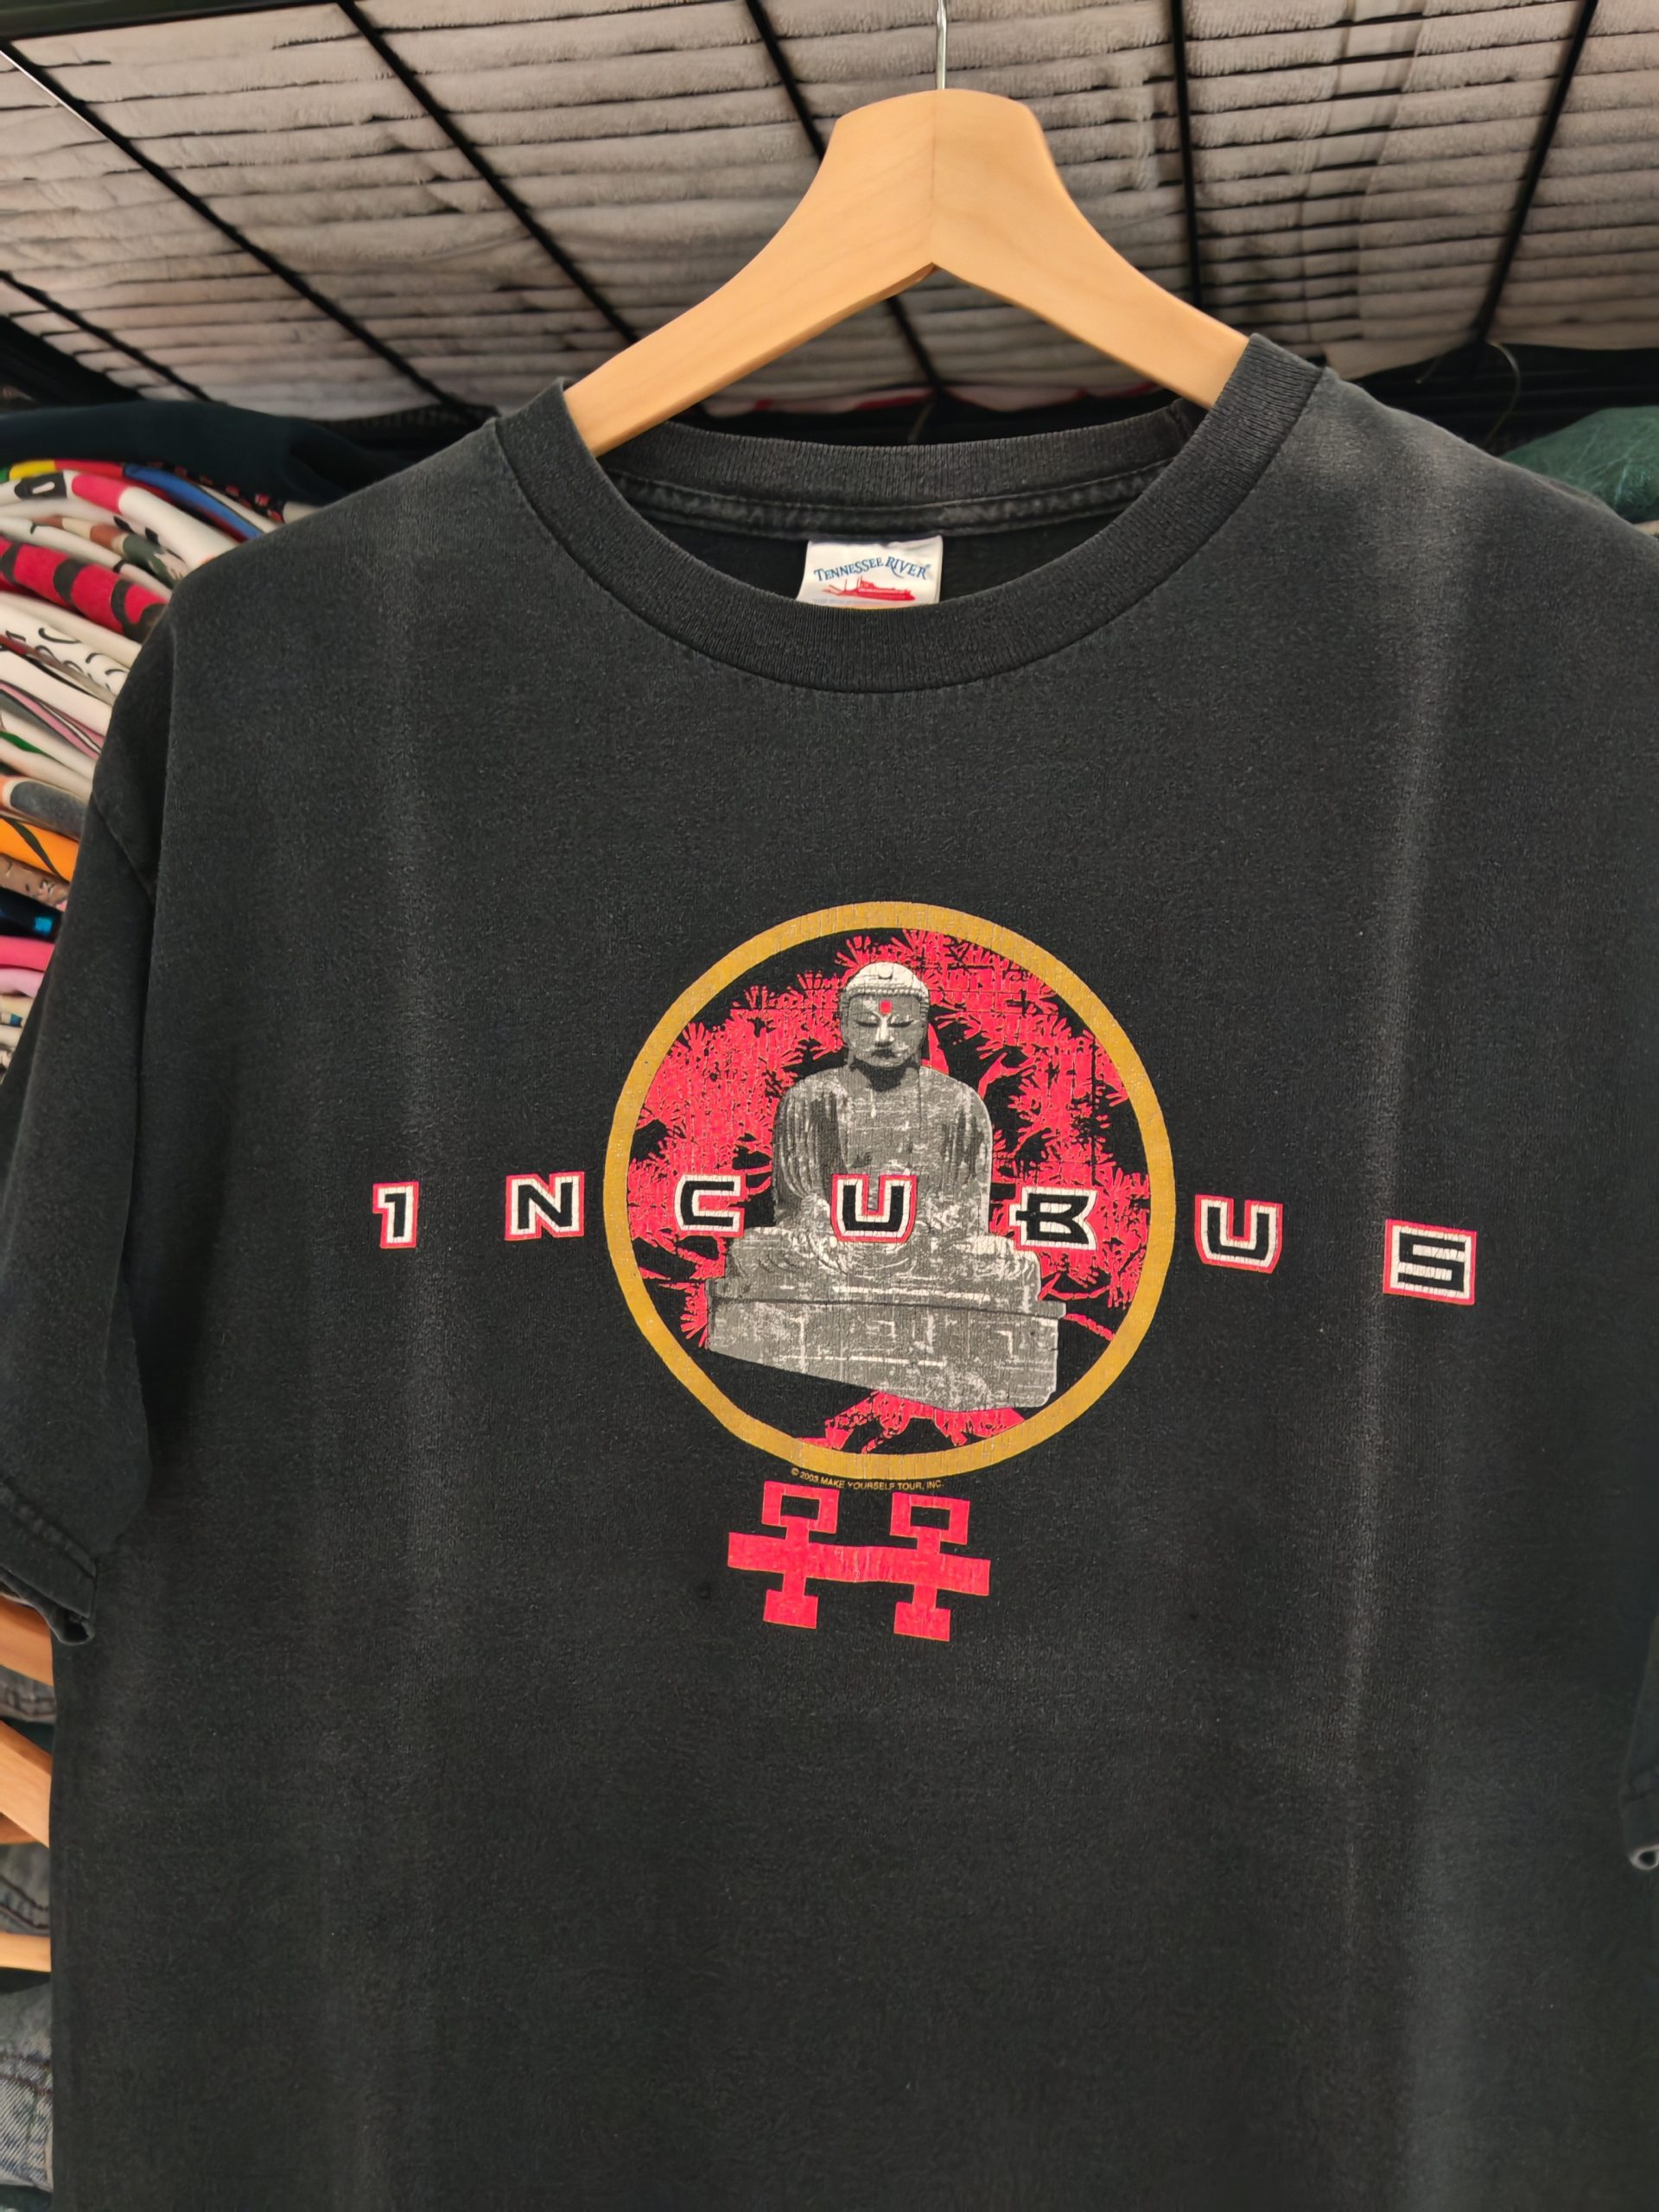 TENNESSEE RIVER
INCUBUS
© 2003 MAKE YOURSELF TOUR, INC.